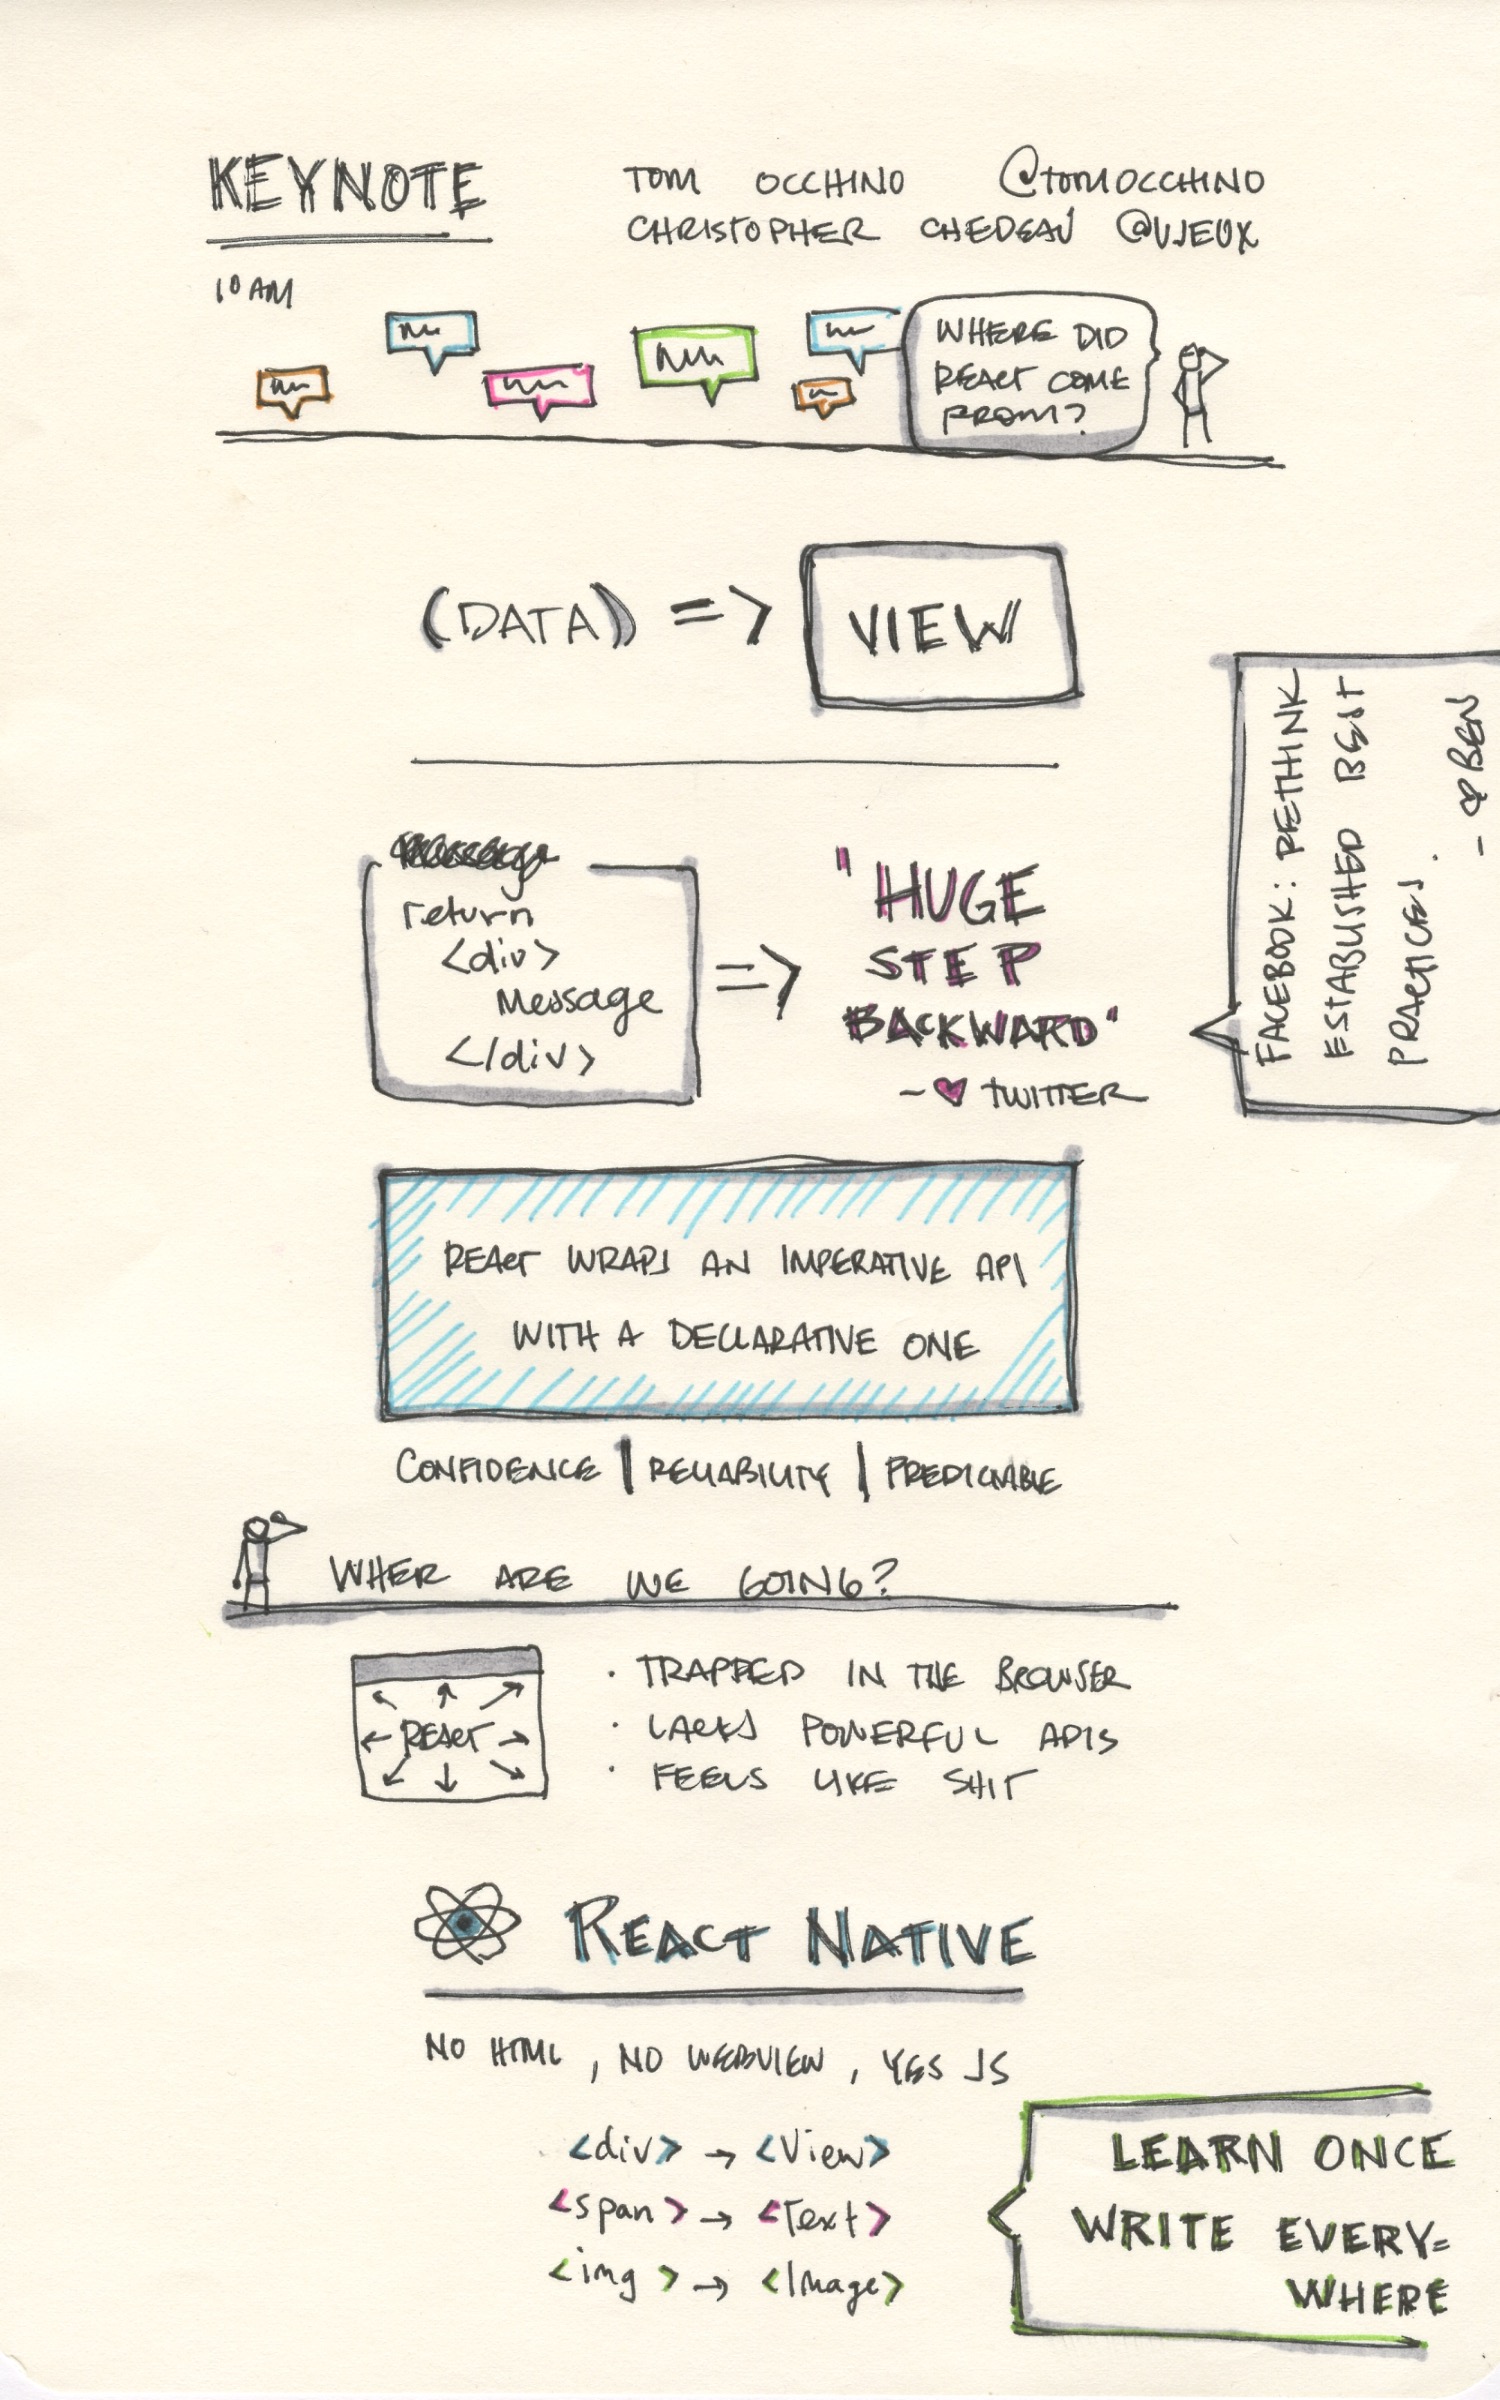 KEYNOTE
TOM OCCHINO @TOMOCCHINO
CHRISTOPHER CHEDEAU @VJEUX
10 AM
WHERE DID
REACT COME
FROM?
(DATA) => VIEW
FACEBOOK: RETHINK
ESTABLISHED BEST
PRACTICES.
- BEN
return
<div>
Message
</div>
=>
"HUGE
STEP
BACKWARD"
- ♥ TWITTER
REACT WRAPS AN IMPERATIVE API
WITH A DECLARATIVE ONE
CONFIDENCE | RELIABILITY | PREDICTABLE
WHER ARE WE GOING?
REACT
· TRAPPED IN THE BROWSER
· LACKS POWERFUL APIS
· FEELS LIKE SHIT
REACT NATIVE
NO HTML, NO WEBVIEW, YES JS
<div> → <View>
<span> → <Text>
<img> → <Image>
LEARN ONCE
WRITE EVERY=
WHERE